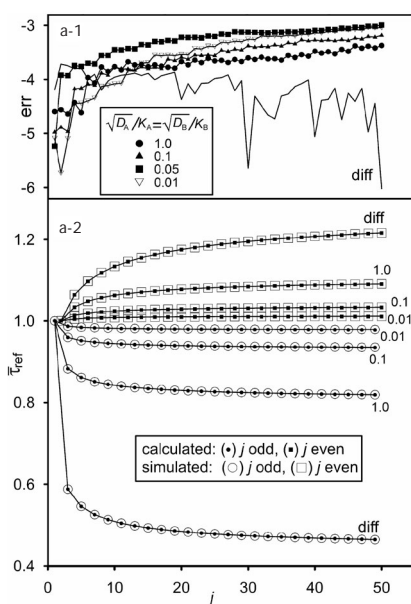 a-1
-3
-4
-5
-6
err
√D_A/K_A=√D_B/K_B
1.0
0.1
0.05
0.01
diff
a-2
1.2
1.0
0.8
0.6
0.4
r̅ref
diff
1.0
0.1
0.01
0.01
0.1
1.0
calculated: (•) j odd, (▪) j even
simulated: (○) j odd, (□) j even
diff
0 10 20 30 40 50
j